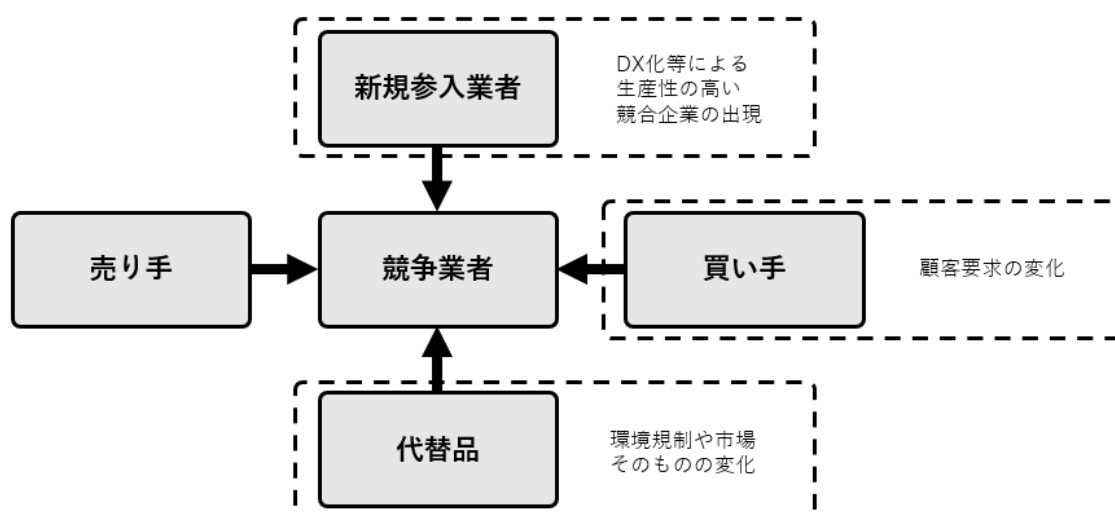 新規参入業者
DX化等による
生産性の高い
競合企業の出現
売り手
競争業者
買い手
顧客要求の変化
代替品
環境規制や市場
そのものの変化